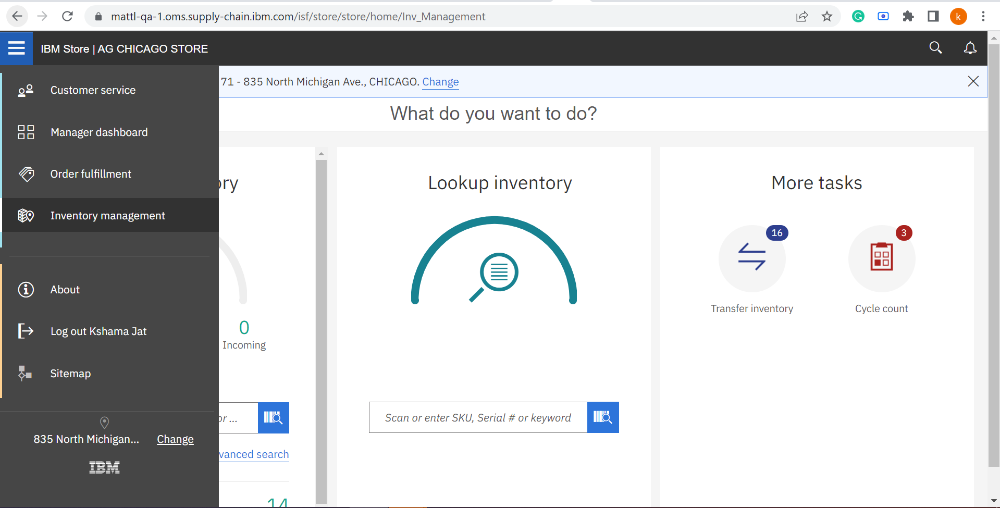 mattl-qa-1.oms.supply-chain.ibm.com/isf/store/store/home/Inv_Management
k
IBM Store | AG CHICAGO STORE
Customer service
Manager dashboard
Order fulfillment
Inventory management
About
Log out Kshama Jat
Sitemap
835 North Michigan...
Change
IBM
71 - 835 North Michigan Ave., CHICAGO. Change
What do you want to do?
ory
0
Incoming
or ...
vanced search
14
Lookup inventory
Scan or enter SKU, Serial # or keyword
More tasks
16
Transfer inventory
3
Cycle count